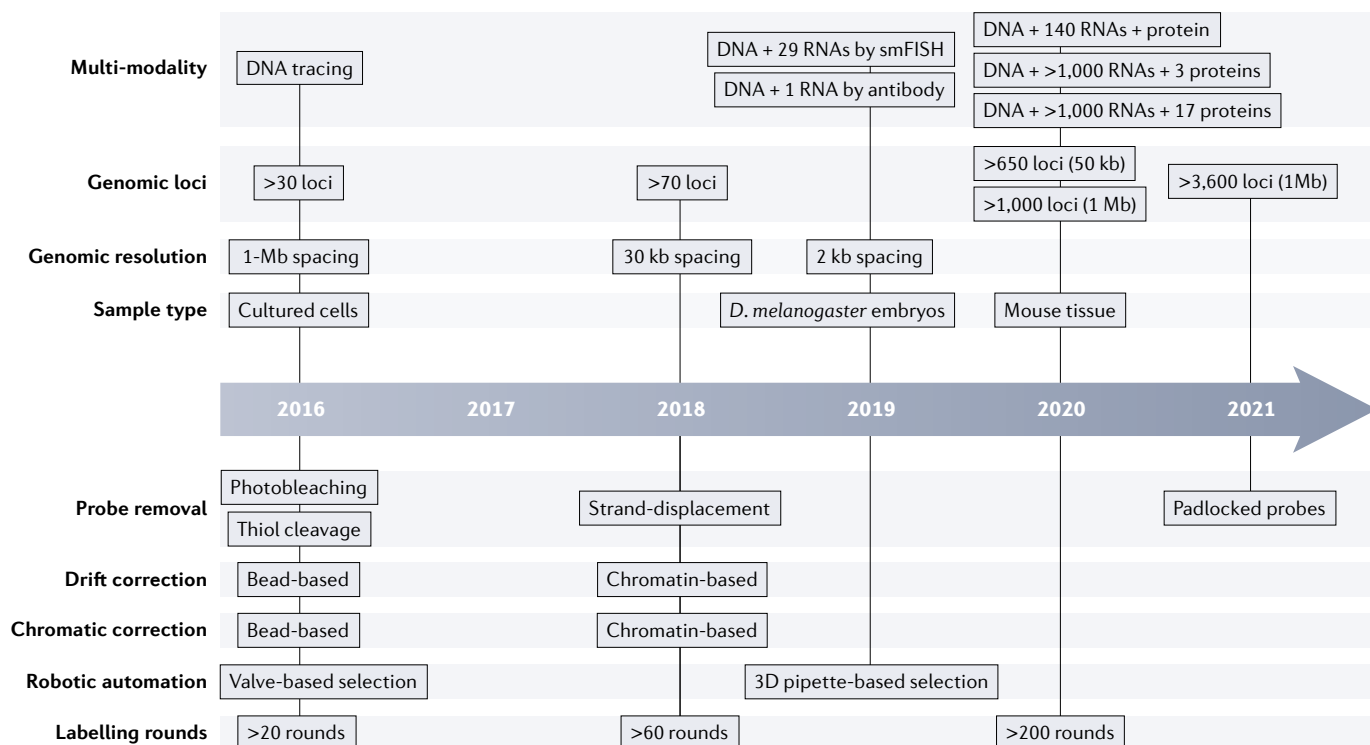 Multi-modality
DNA tracing
DNA + 29 RNAs by smFISH
DNA + 1 RNA by antibody
DNA + 140 RNAs + protein
DNA + >1,000 RNAs + 3 proteins
DNA + >1,000 RNAs + 17 proteins
Genomic loci
>30 loci
>70 loci
>650 loci (50 kb)
>1,000 loci (1 Mb)
>3,600 loci (1Mb)
Genomic resolution
1-Mb spacing
30 kb spacing
2 kb spacing
Sample type
Cultured cells
D. melanogaster embryos
Mouse tissue
2016
2017
2018
2019
2020
2021
Probe removal
Photobleaching
Thiol cleavage
Strand-displacement
Padlocked probes
Drift correction
Bead-based
Chromatin-based
Chromatic correction
Bead-based
Chromatin-based
Robotic automation
Valve-based selection
3D pipette-based selection
Labelling rounds
>20 rounds
>60 rounds
>200 rounds